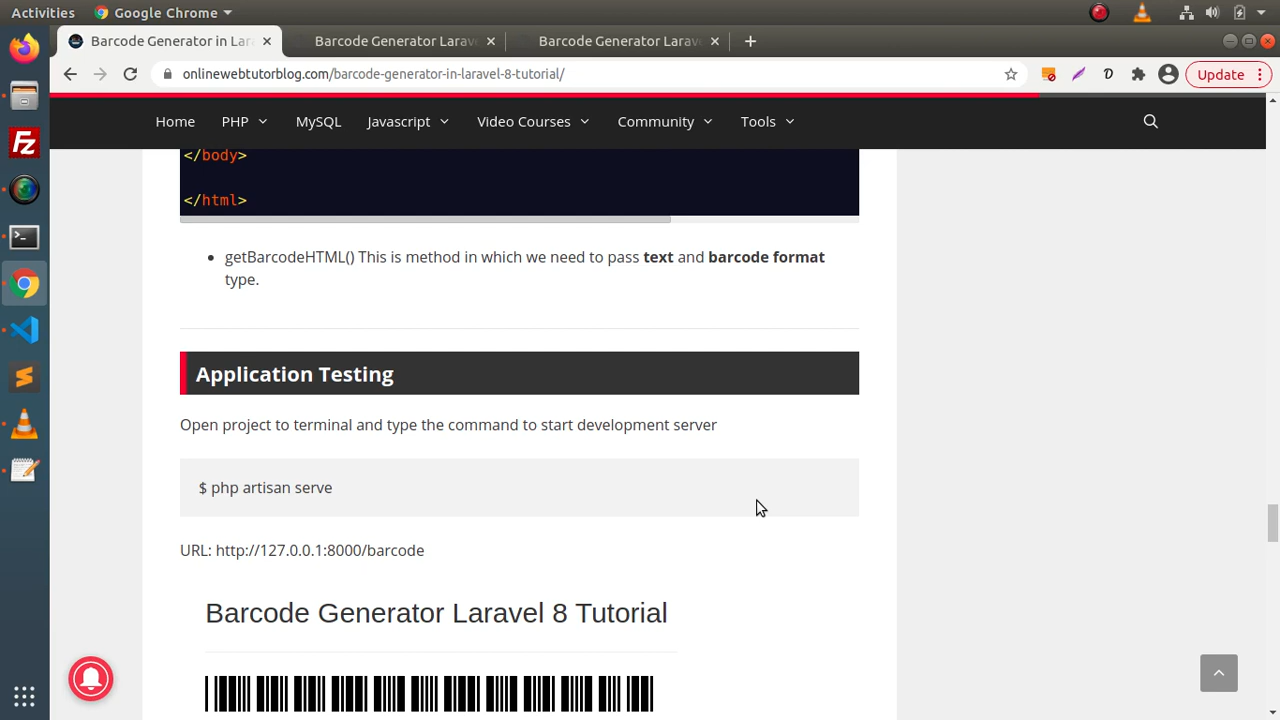 Activities
Google Chrome
Barcode Generator in Lar
Barcode Generator Larav
Barcode Generator Larav
onlinewebtutorblog.com/barcode-generator-in-laravel-8-tutorial/
Update
Home
PHP
MySQL
Javascript
Video Courses
Community
Tools
</body>
</html>
getBarcodeHTML() This is method in which we need to pass text and barcode format
type.
Application Testing
Open project to terminal and type the command to start development server
$ php artisan serve
URL: http://127.0.0.1:8000/barcode
Barcode Generator Laravel 8 Tutorial